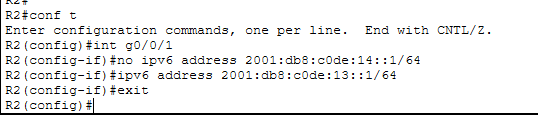 R2#
R2#conf t
Enter configuration commands, one per line.  End with CNTL/Z.
R2(config)#int g0/0/1
R2(config-if)#no ipv6 address 2001:db8:c0de:14::1/64
R2(config-if)#ipv6 address 2001:db8:c0de:13::1/64
R2(config-if)#exit
R2(config)#